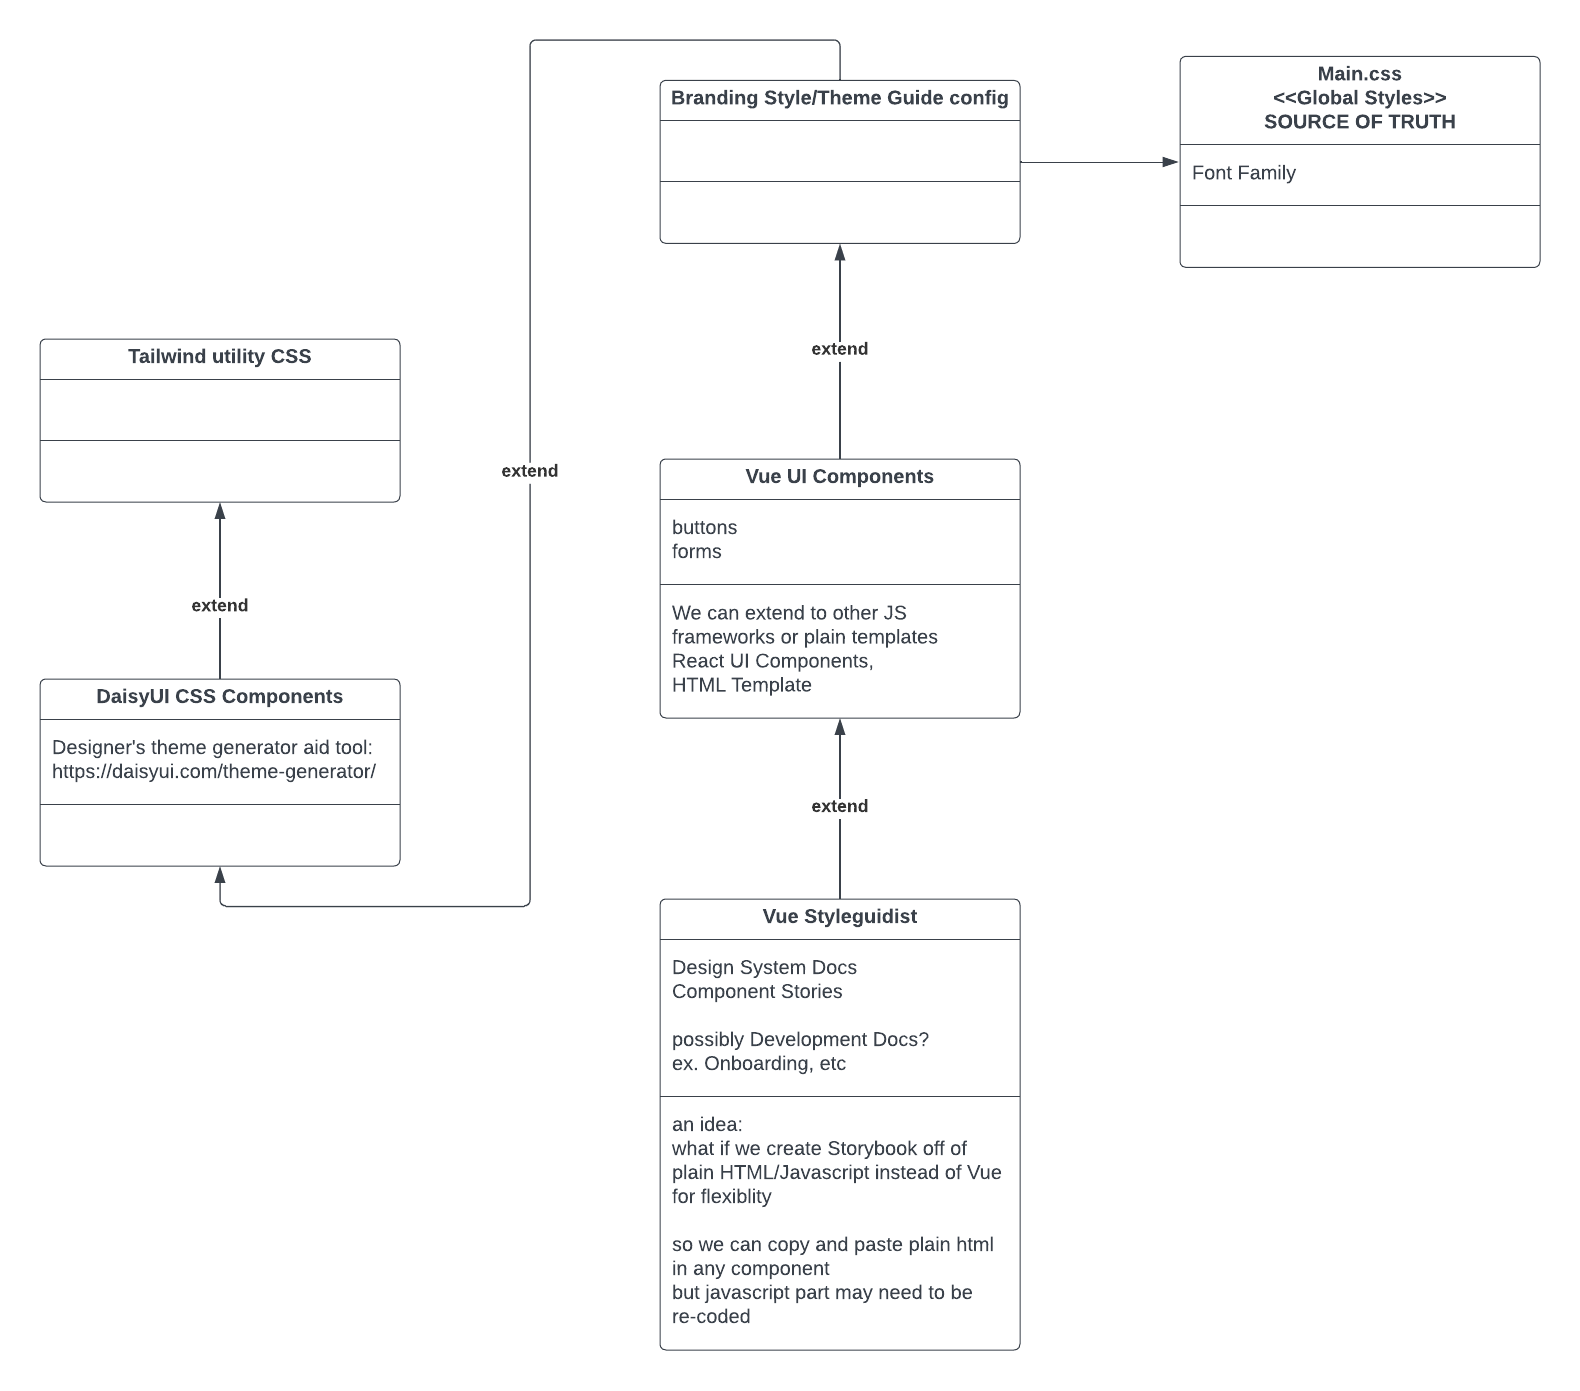 Branding Style/Theme Guide config
Main.css
<<Global Styles>>
SOURCE OF TRUTH
Font Family
extend
Tailwind utility CSS
extend
extend
DaisyUI CSS Components
Designer's theme generator aid tool:
https://daisyui.com/theme-generator/
Vue UI Components
buttons
forms
We can extend to other JS
frameworks or plain templates
React UI Components,
HTML Template
extend
Vue Styleguidist
Design System Docs
Component Stories
possibly Development Docs?
ex. Onboarding, etc
an idea:
what if we create Storybook off of
plain HTML/Javascript instead of Vue
for flexiblity
so we can copy and paste plain html
in any component
but javascript part may need to be
re-coded